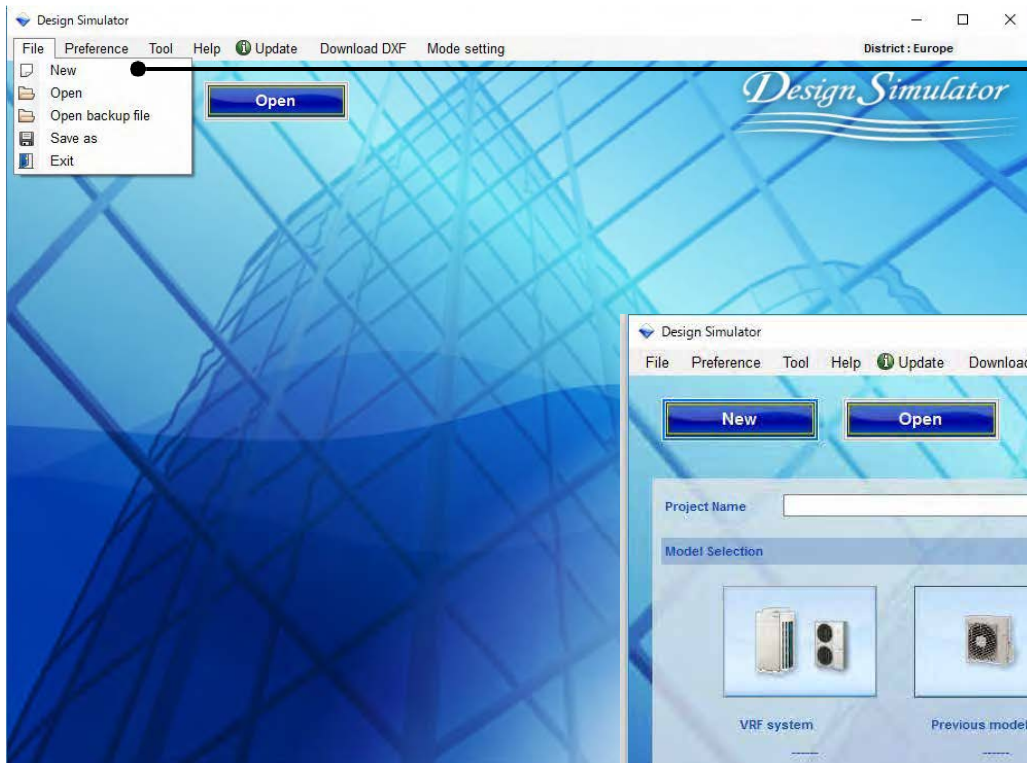 Design Simulator
File Preference Tool Help Update Download DXF Mode setting District : Europe
New
Open
Open backup file
Save as
Exit
Open
Design Simulator
Design Simulator
File Preference Tool Help Update Download
New Open
Project Name
Model Selection
VRF system Previous model
------ ------